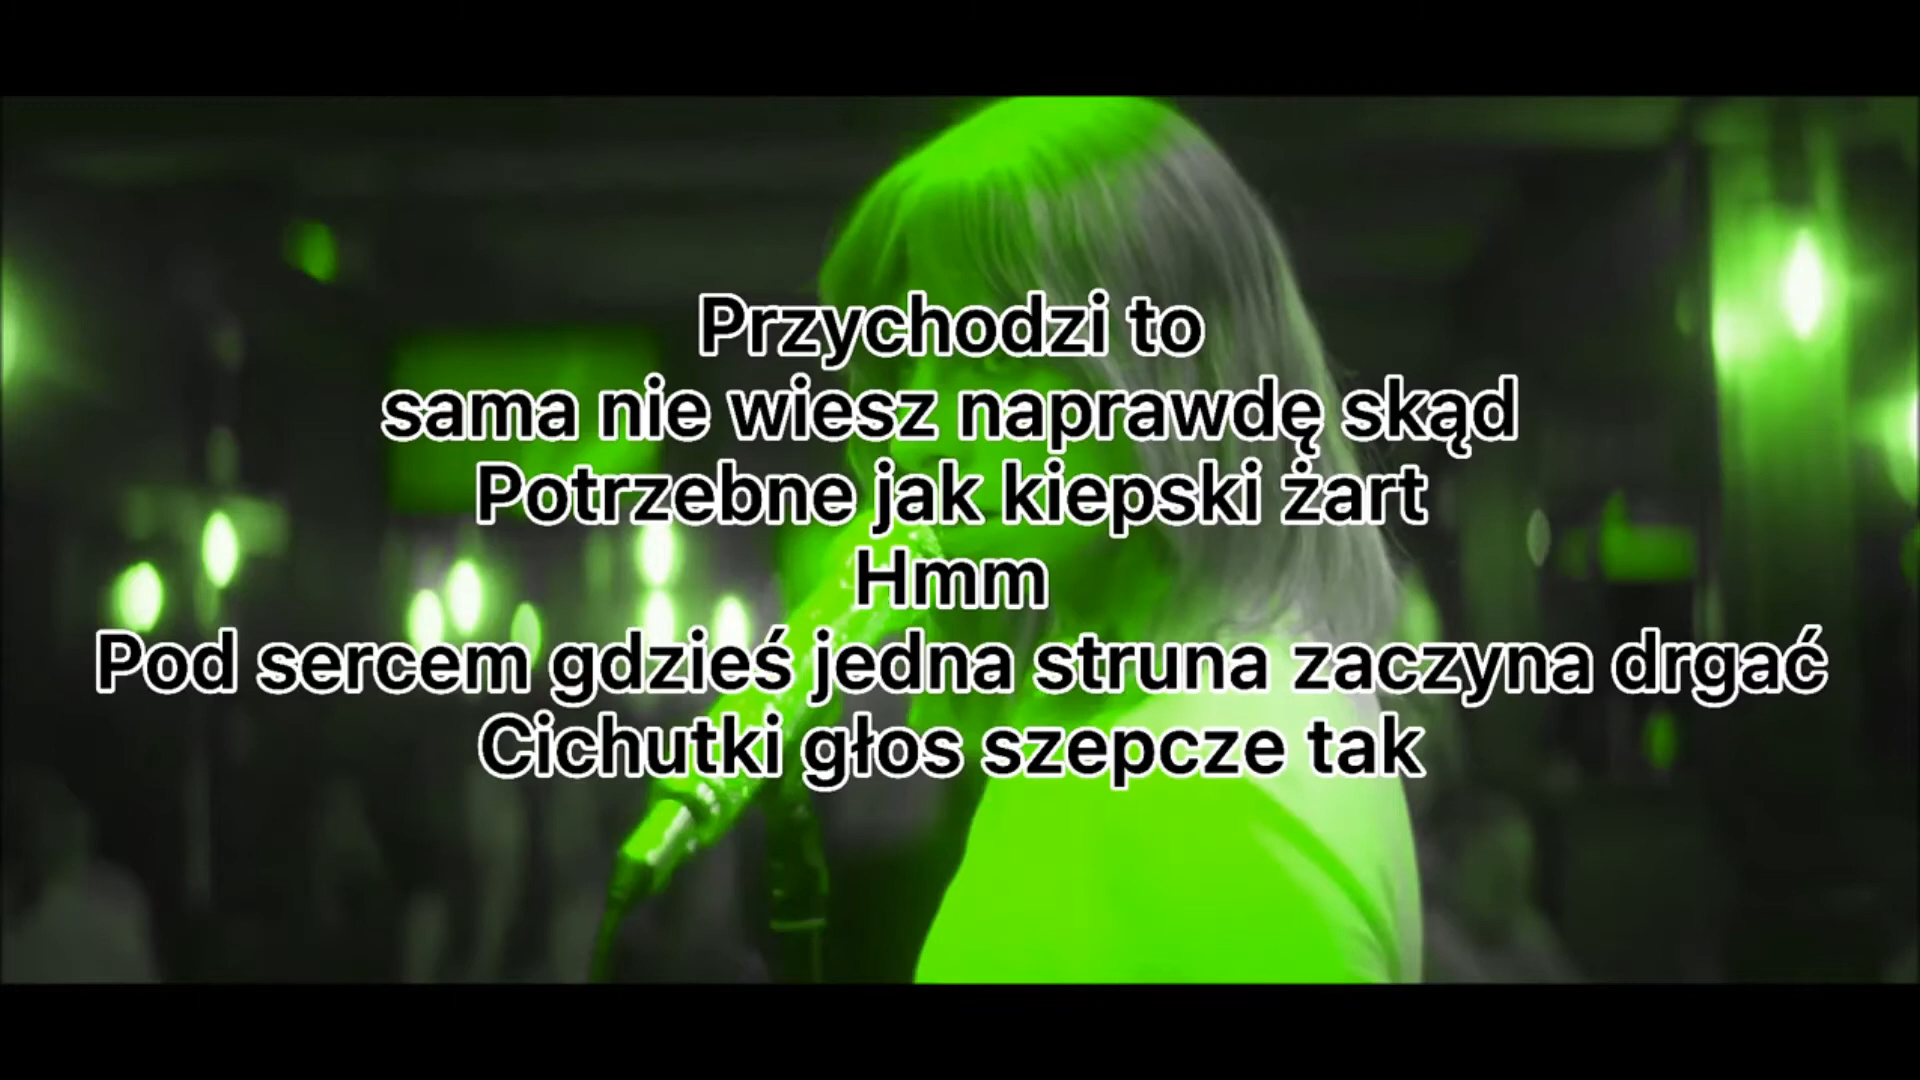 Przychodzi to
sama nie wiesz naprawdę skąd
Potrzebne jak kiepski żart
Hmm
Pod sercem gdzieś jedna struna zaczyna drgać
Cichutki głos szepcze tak